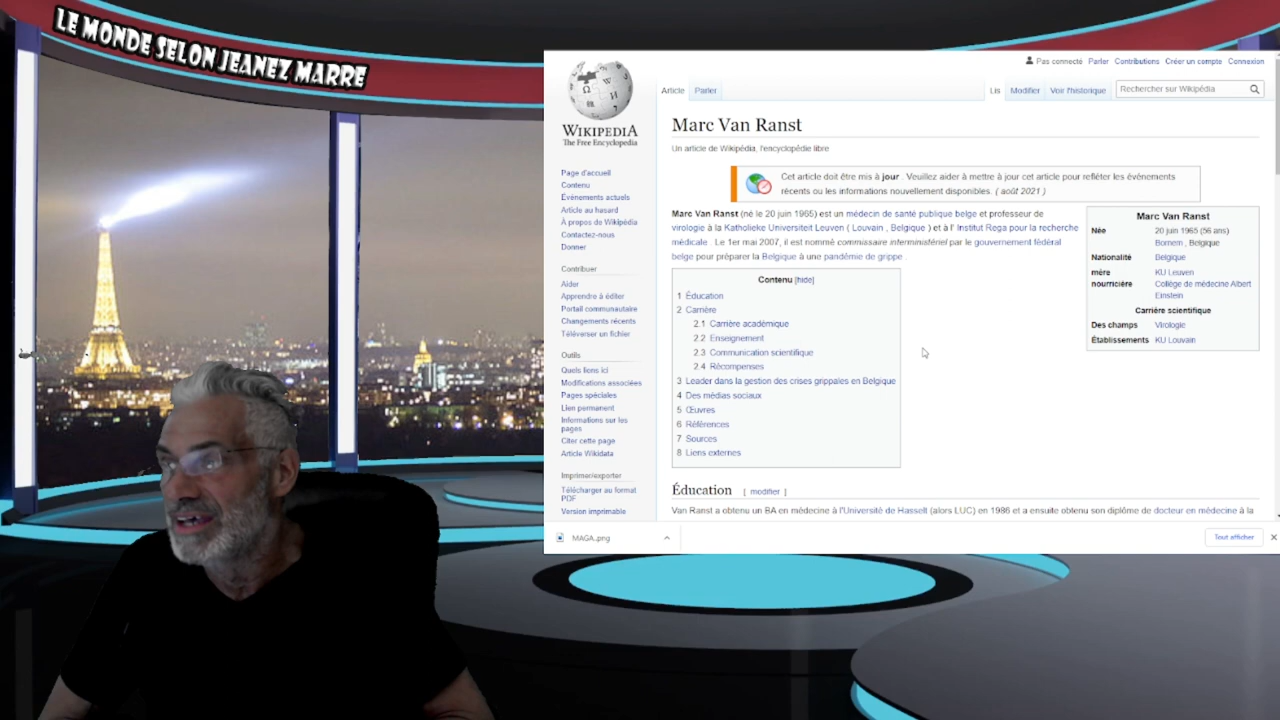 LE MONDE SELON JEANEZ MARRE
Pas connecté Parler Contributions Créer un compte Connexion
Article Parler
Lis Modifier Voir l'historique Rechercher sur Wikipédia
WIKIPEDIA
The Free Encyclopedia
Page d'accueil
Contenu
Événements actuels
Article au hasard
À propos de Wikipédia
Contactez-nous
Donner
Contribuer
Aider
Apprendre à éditer
Portail communautaire
Changements récents
Téléverser un fichier
Outils
Quels liens ici
Modifications associées
Pages spéciales
Lien permanent
Informations sur les
pages
Citer cette page
Article Wikidata
Imprimer/exporter
Télécharger au format
PDF
Version imprimable
Marc Van Ranst
Un article de Wikipédia, l'encyclopédie libre
Cet article doit être mis à jour . Veuillez aider à mettre à jour cet article pour refléter les événements
récents ou les informations nouvellement disponibles. ( août 2021 )
Marc Van Ranst (né le 20 juin 1965) est un médecin de santé publique belge et professeur de
virologie à la Katholieke Universiteit Leuven ( Louvain , Belgique ) et à l' Institut Rega pour la recherche
médicale . Le 1er mai 2007, il est nommé commissaire interministériel par le gouvernement fédéral
belge pour préparer la Belgique à une pandémie de grippe .
Contenu [hide]
1 Éducation
2 Carrière
2.1 Carrière académique
2.2 Enseignement
2.3 Communication scientifique
2.4 Récompenses
3 Leader dans la gestion des crises grippales en Belgique
4 Des médias sociaux
5 Œuvres
6 Références
7 Sources
8 Liens externes
Marc Van Ranst
Née 20 juin 1965 (56 ans)
Bornem , Belgique
Nationalité Belgique
mère KU Leuven
nourricière Collège de médecine Albert
Einstein
Carrière scientifique
Des champs Virologie
Établissements KU Louvain
Éducation [ modifier ]
Van Ranst a obtenu un BA en médecine à l'Université de Hasselt (alors LUC) en 1986 et a ensuite obtenu son diplôme de docteur en médecine à la
MAGA.png
Tout afficher